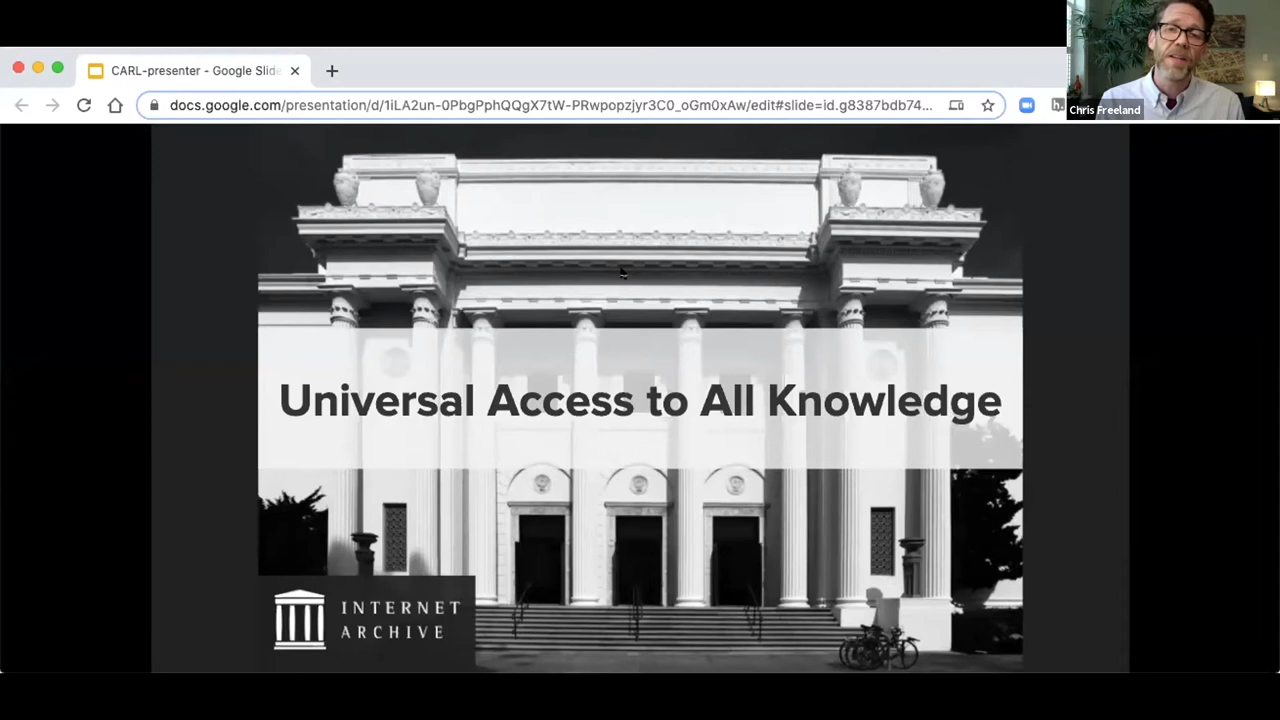 CARL-presenter - Google Slide
docs.google.com/presentation/d/1iLA2un-0PbgPphQQgX7tW-PRwpopzjyr3C0_oGm0xAw/edit#slide=id.g8387bdb74...
h.
Chris Freeland
Universal Access to All Knowledge
INTERNET
ARCHIVE